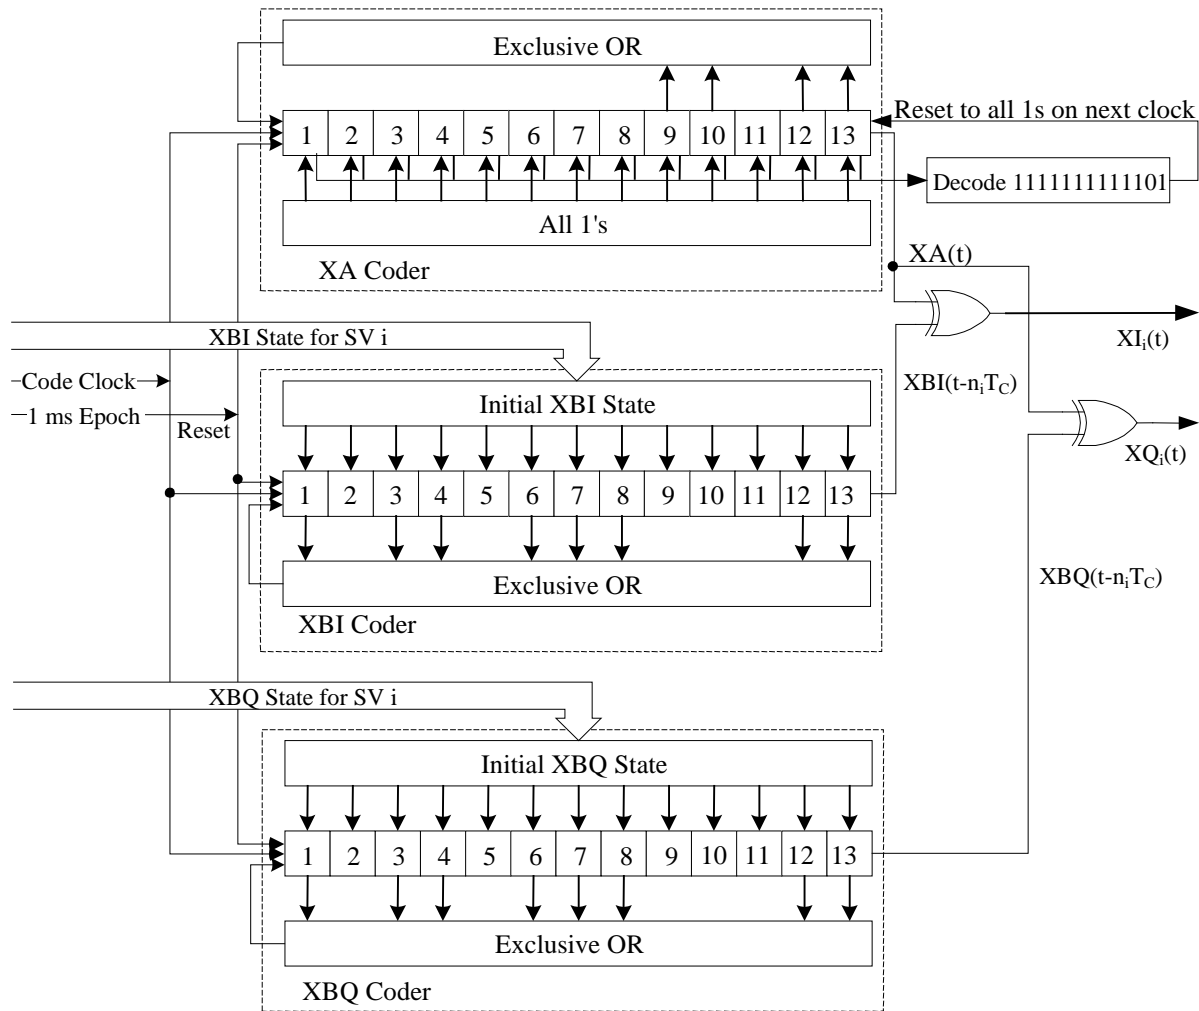 Exclusive OR
1 2 3 4 5 6 7 8 9 10 11 12 13
Reset to all 1s on next clock
Decode 1111111111101
All 1's
XA Coder
XA(t)
XBI State for SV i
XI_i(t)
Code Clock
1 ms Epoch
Reset
XBI(t-n_iT_C)
Initial XBI State
XQ_i(t)
1 2 3 4 5 6 7 8 9 10 11 12 13
Exclusive OR
XBI Coder
XBQ(t-n_iT_C)
XBQ State for SV i
Initial XBQ State
1 2 3 4 5 6 7 8 9 10 11 12 13
Exclusive OR
XBQ Coder